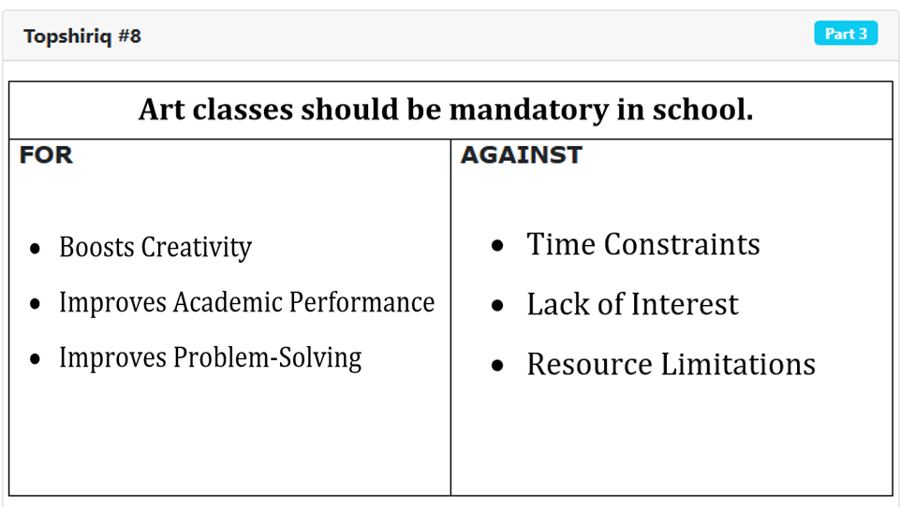 Topshiriq #8
Part 3
Art classes should be mandatory in school.
FOR
• Boosts Creativity
• Improves Academic Performance
• Improves Problem-Solving
AGAINST
• Time Constraints
• Lack of Interest
• Resource Limitations